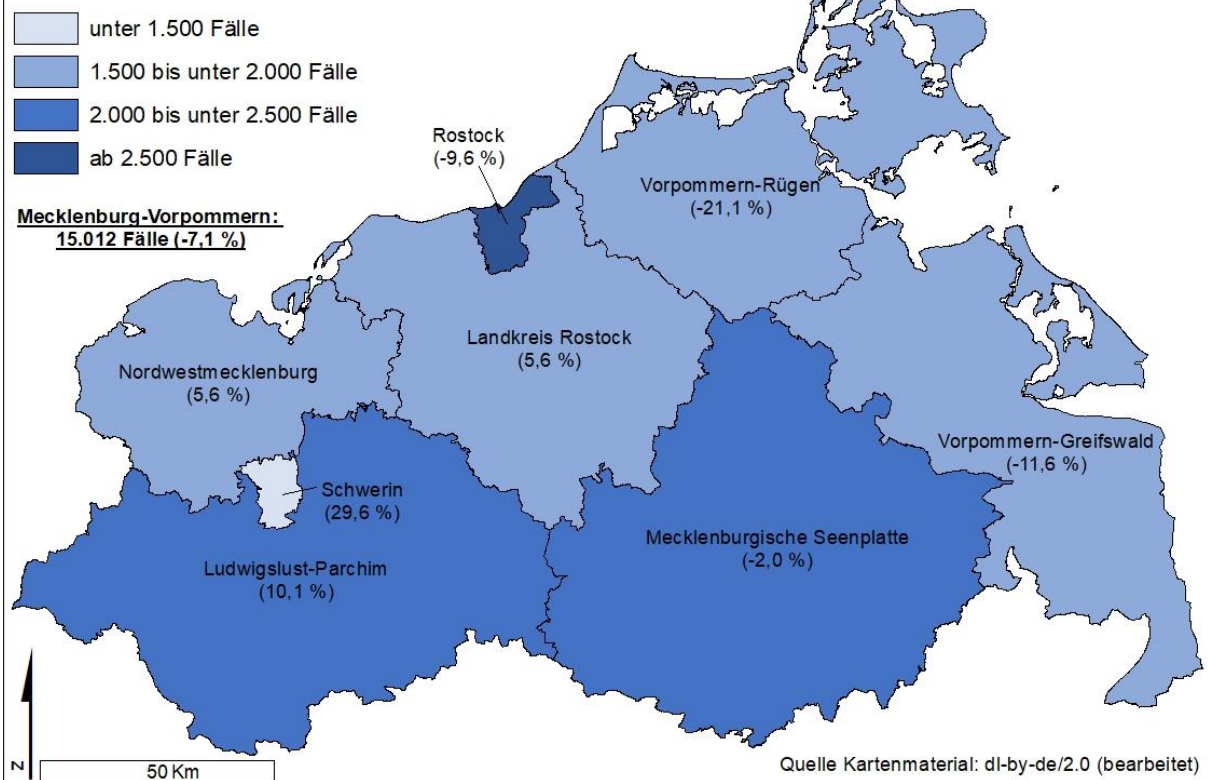 unter 1.500 Fälle
1.500 bis unter 2.000 Fälle
2.000 bis unter 2.500 Fälle
ab 2.500 Fälle
Mecklenburg-Vorpommern:
15.012 Fälle (-7,1 %)
Rostock
(-9,6 %)
Vorpommern-Rügen
(-21,1 %)
Landkreis Rostock
(5,6 %)
Nordwestmecklenburg
(5,6 %)
Vorpommern-Greifswald
(-11,6 %)
Schwerin
(29,6 %)
Mecklenburgische Seenplatte
(-2,0 %)
Ludwigslust-Parchim
(10,1 %)
N
50 Km
Quelle Kartenmaterial: dl-by-de/2.0 (bearbeitet)